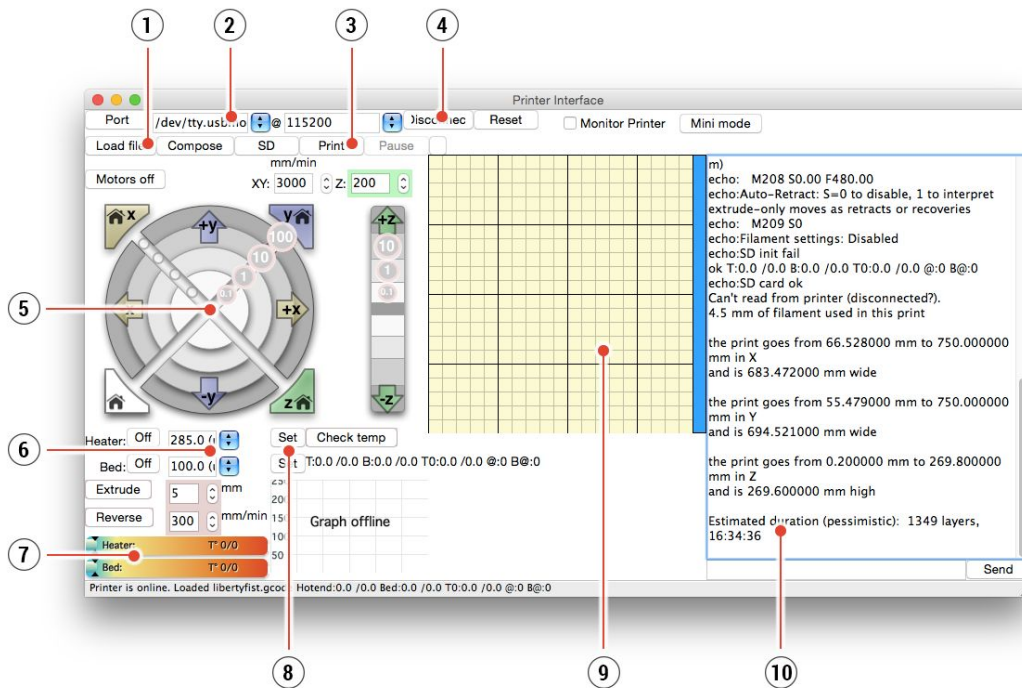 1 2 3 4
Printer Interface
Port /dev/tty.usb @ 115200 Reset Monitor Printer Mini mode
Load file Compose SD Print Pause
mm/min
Motors off XY: 3000 Z: 200
x +y y +z
100
10 10
1 1
0.1 0.1
5
+x
-y -z
z
Heater: Off 285.0 ( Set Check temp
6
Bed: Off 100.0 ( Set T:0.0 /0.0 B:0.0 /0.0 T0:0.0 /0.0 @:0 B@:0
Extrude 5 mm
200
Reverse 300 mm/min 150 Graph offline
100
50
7
Heater: T° 0/0
Bed: T° 0/0
m)
echo: M208 S0.00 F480.00
echo:Auto-Retract: S=0 to disable, 1 to interpret
extrude-only moves as retracts or recoveries
echo: M209 S0
echo:Filament settings: Disabled
echo:SD init fail
ok T:0.0 /0.0 B:0.0 /0.0 T0:0.0 /0.0 @:0 B@:0
echo:SD card ok
Can't read from printer (disconnected?).
4.5 mm of filament used in this print
the print goes from 66.528000 mm to 750.000000
mm in X
and is 683.472000 mm wide
the print goes from 55.479000 mm to 750.000000
mm in Y
and is 694.521000 mm wide
the print goes from 0.200000 mm to 269.800000
mm in Z
and is 269.600000 mm high
Estimated duration (pessimistic): 1349 layers,
16:34:36
Send
Printer is online. Loaded libertyfist.gcode Hotend:0.0 /0.0 Bed:0.0 /0.0 T0:0.0 /0.0 @:0 B@:0
8 9 10